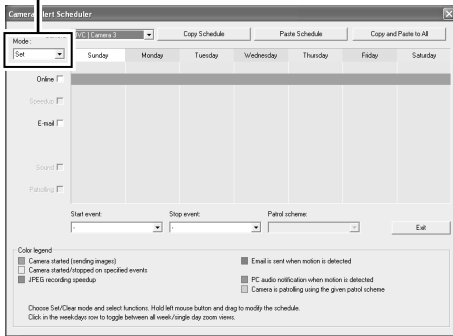 Camera Alert Scheduler
Mode:
Set
VC | Camera 3
Copy Schedule
Paste Schedule
Copy and Paste to All
Sunday Monday Tuesday Wednesday Thursday Friday Saturday
Online
Speedup
E-mail
Sound
Patrolling
Start event:
Stop event:
Patrol scheme:
-
-
Exit
Color legend
Camera started (sending images)
Camera started/stopped on specified events
JPEG recording speedup
Email is sent when motion is detected
PC audio notification when motion is detected
Camera is patrolling using the given patrol scheme
Choose Set/Clear mode and select functions. Hold left mouse button and drag to modify the schedule.
Click in the weekdays row to toggle between all week/single day zoom views.